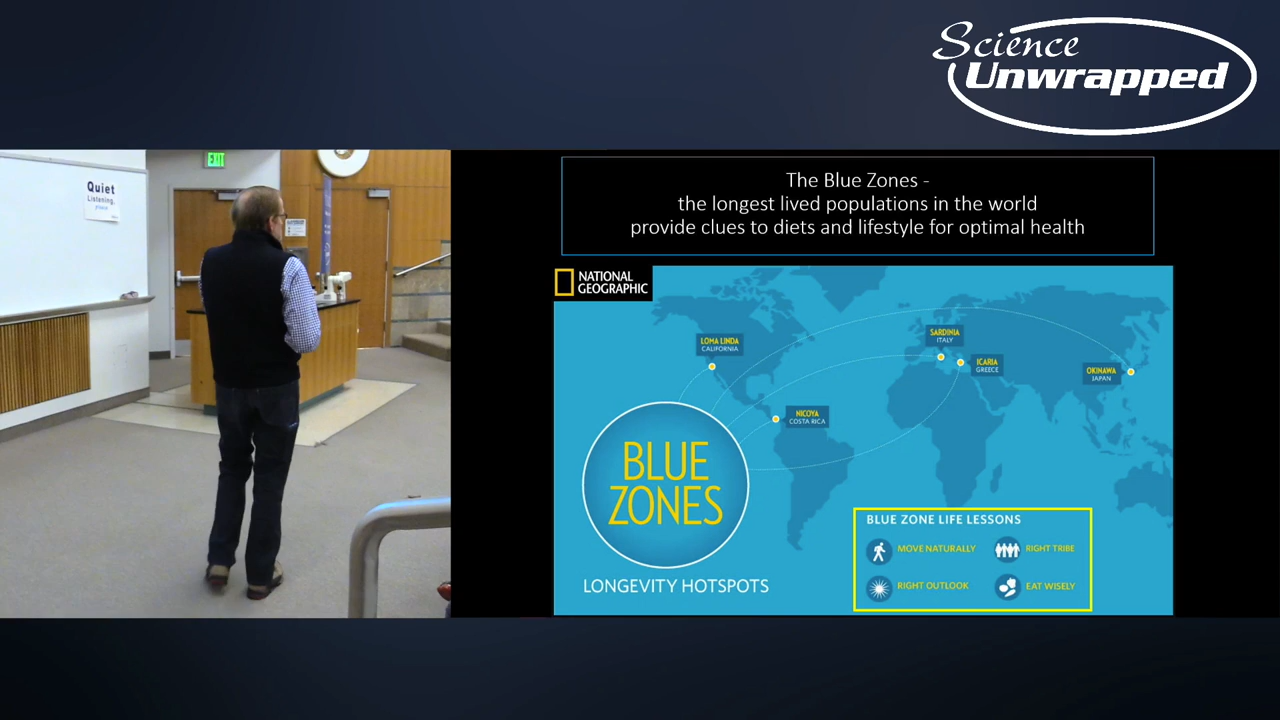 Science
Unwrapped
EXIT
Quiet
Listening,
The Blue Zones -
the longest lived populations in the world
provide clues to diets and lifestyle for optimal health
NATIONAL
GEOGRAPHIC
LOMA LINDA
CALIFORNIA
SARDINIA
ITALY
ICARIA
GREECE
OKINAWA
JAPAN
NICOYA
COSTA RICA
BLUE
ZONES
LONGEVITY HOTSPOTS
BLUE ZONE LIFE LESSONS
MOVE NATURALLY
RIGHT TRIBE
RIGHT OUTLOOK
EAT WISELY